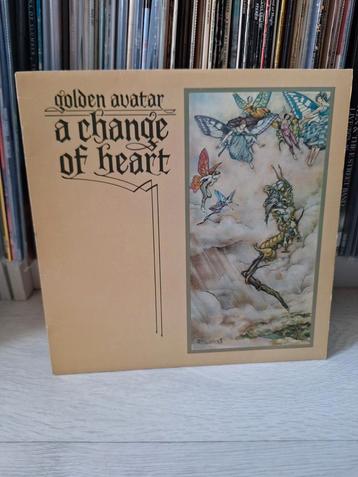 golden avatar
a change
of heart